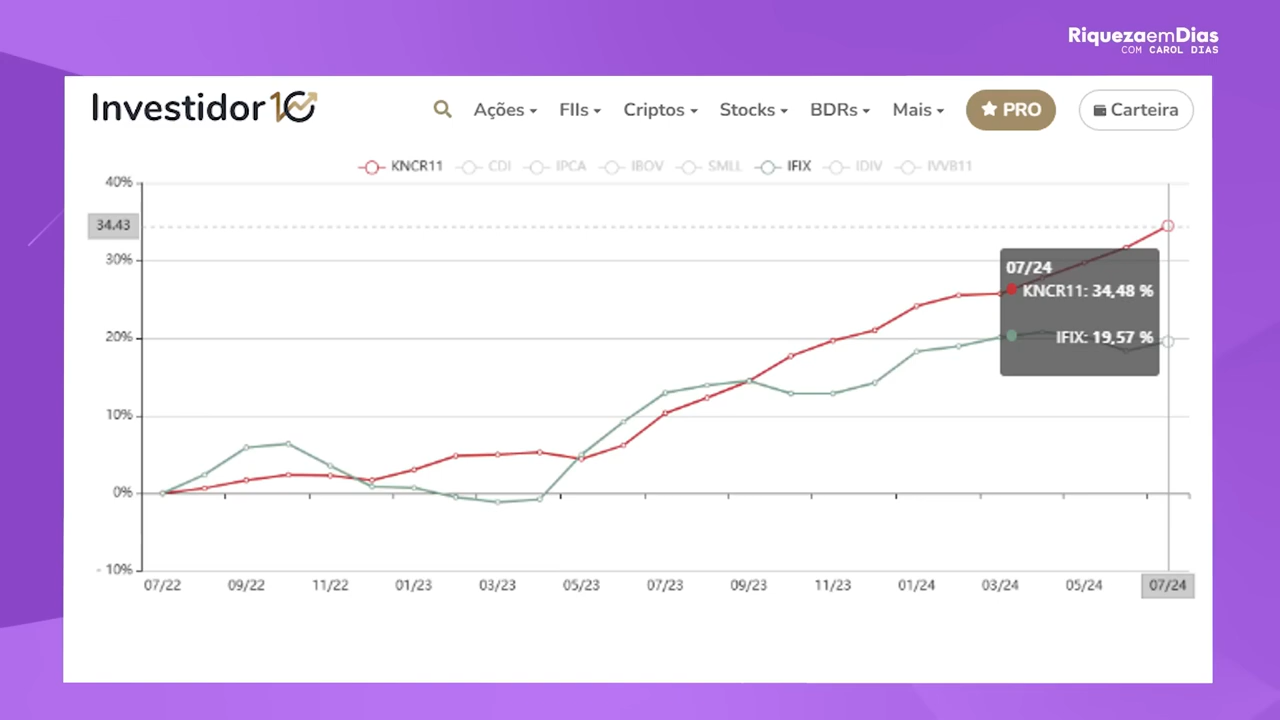 RiquezaemDias
COM CAROL DIAS
Investidor10
Ações FIIs Criptos Stocks BDRs Mais PRO Carteira
KNCR11 CDI IPCA IBOV SMLL IFIX IDIV IVVB11
40%
34.43
30%
20%
10%
0%
- 10%
07/24
KNCR11: 34,48 %
IFIX: 19,57 %
07/22 09/22 11/22 01/23 03/23 05/23 07/23 09/23 11/23 01/24 03/24 05/24 07/24